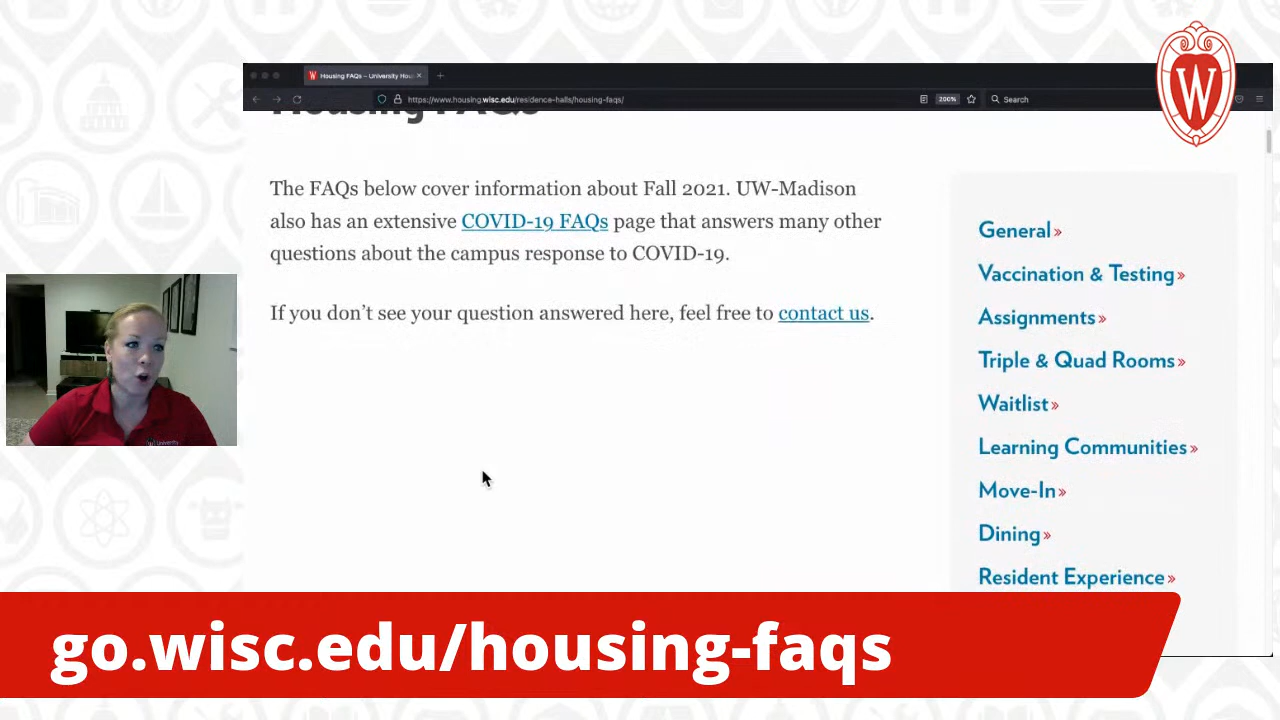 Housing FAQs – University Hou
https://www.housing.wisc.edu/residence-halls/housing-faqs/
200%
Search
W
Housing FAQs
The FAQs below cover information about Fall 2021. UW-Madison
also has an extensive COVID-19 FAQs page that answers many other
questions about the campus response to COVID-19.
If you don’t see your question answered here, feel free to contact us.
General»
Vaccination & Testing»
Assignments»
Triple & Quad Rooms»
Waitlist»
Learning Communities»
Move-In»
Dining»
Resident Experience»
University
go.wisc.edu/housing-faqs